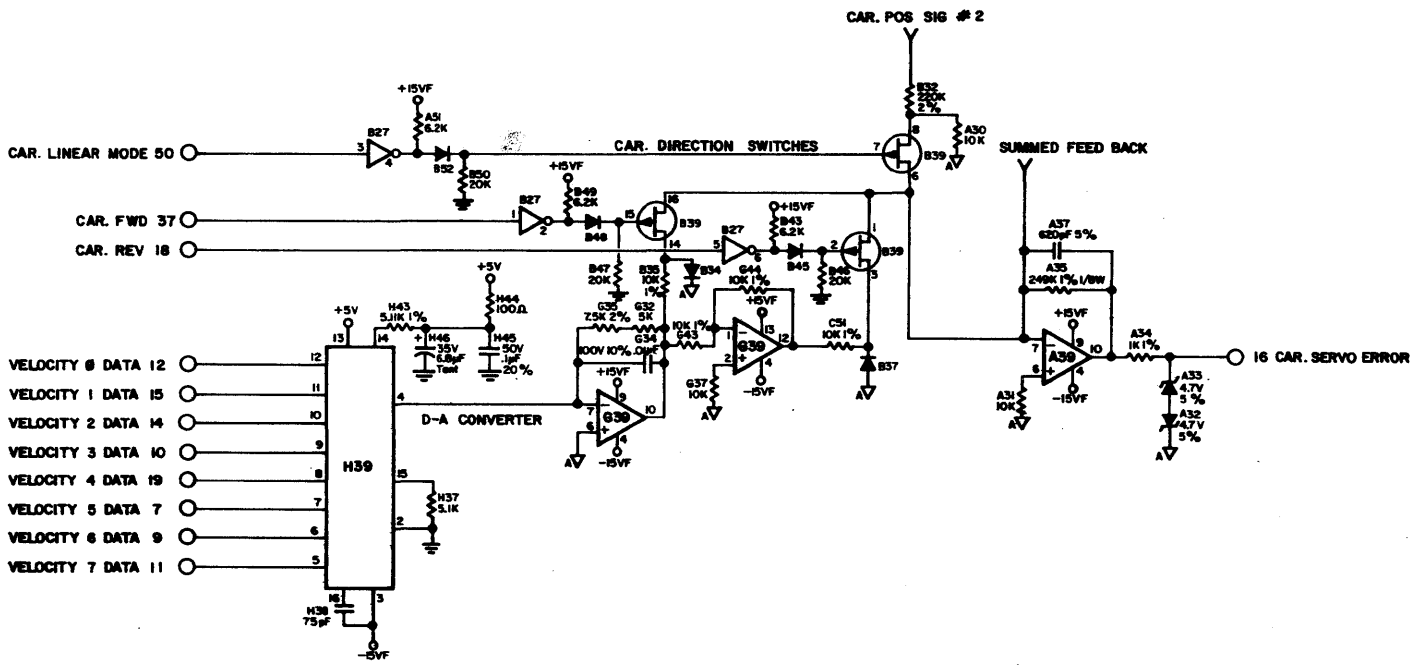 CAR. POS SIG # 2
B32
220K
2%
A30
10K
A
+15VF
A51
6.2K
B27
3
4
CAR. LINEAR MODE 50
B52
B50
20K
CAR. DIRECTION SWITCHES
7
8
B39
6
SUMMED FEED BACK
+15VF
B49
6.2K
B27
CAR. FWD 37
1
2
B48
15
16
B39
14
B47
20K
+15VF
B43
6.2K
B27
CAR. REV 18
5
6
B45
2
1
B39
3
B46
20K
B35
10K
1%
B34
A
A37
620pF 5%
A35
249K 1% 1/8W
+5V
H44
100Ω
+5V
H43
5.11K 1%
13
14
H46
35V
6.8µF
Tant
+
H45
50V
.1µF
20%
G35
7.5K 2%
G32
5K
G34
100V 10% .01µF
10K 1%
G43
G44
10K 1%
+15VF
13
1
2
G39
12
4
-15VF
G37
10K
A
C51
10K 1%
B37
A
+15VF
9
7
6
A39
10
4
-15VF
A31
10K
A
A34
1K 1%
16 CAR. SERVO ERROR
A33
4.7V
5%
A32
4.7V
5%
A
VELOCITY 0 DATA 12
12
VELOCITY 1 DATA 15
11
4
D-A CONVERTER
+15VF
9
7
6
G39
10
4
-15VF
A
VELOCITY 2 DATA 14
10
VELOCITY 3 DATA 10
9
H39
VELOCITY 4 DATA 19
8
15
H37
5.1K
VELOCITY 5 DATA 7
7
2
VELOCITY 6 DATA 9
6
VELOCITY 7 DATA 11
5
16
3
H38
75pF
-15VF